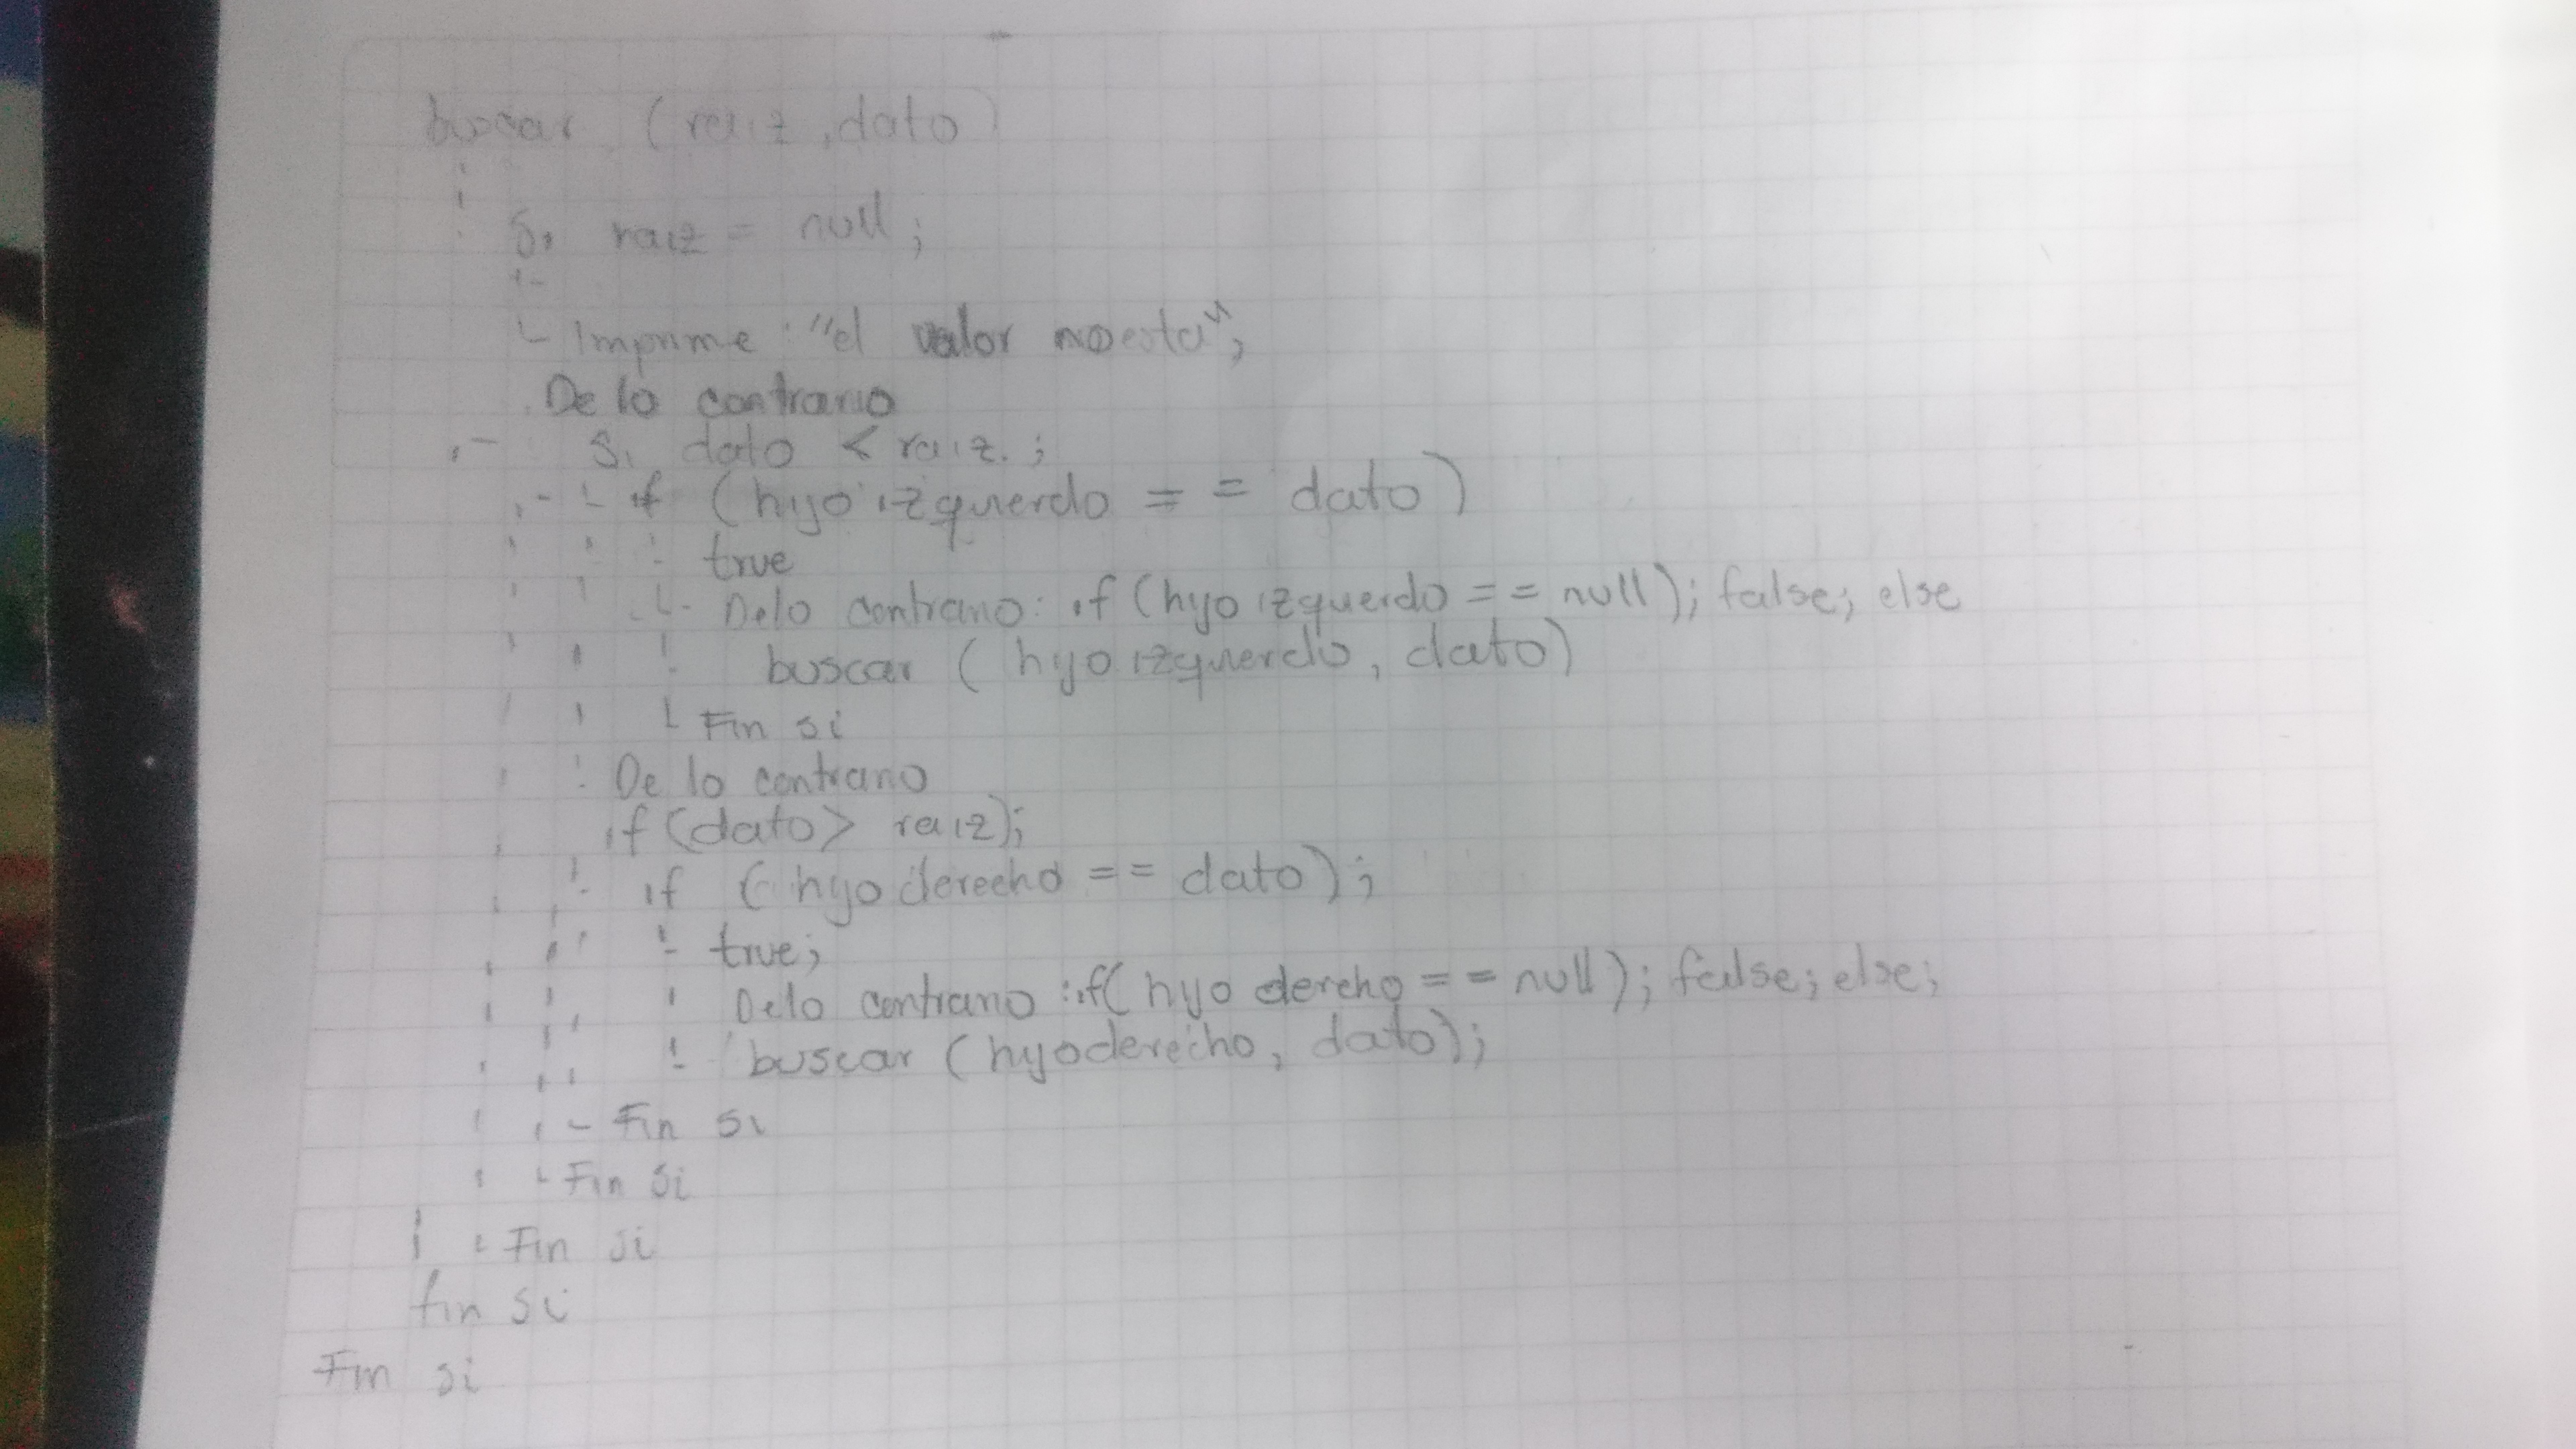 buscar (raiz, dato)
Si raiz = null;
Imprime : "el valor no esta";
De lo contrario
Si dato < raiz. ;
if (hijo izquierdo = = dato)
true
De lo contrario: if (hijo izquerdo == null); false; else
buscar ( hijo izquierdo, dato)
Fin si
De lo contrario
if (dato > raiz);
if ( hijo derecho == dato);
true;
De lo contrario : if( hijo dercho == null); false; else;
buscar (hijo derecho, dato);
Fin si
Fin si
Fin si
fin si
Fin si